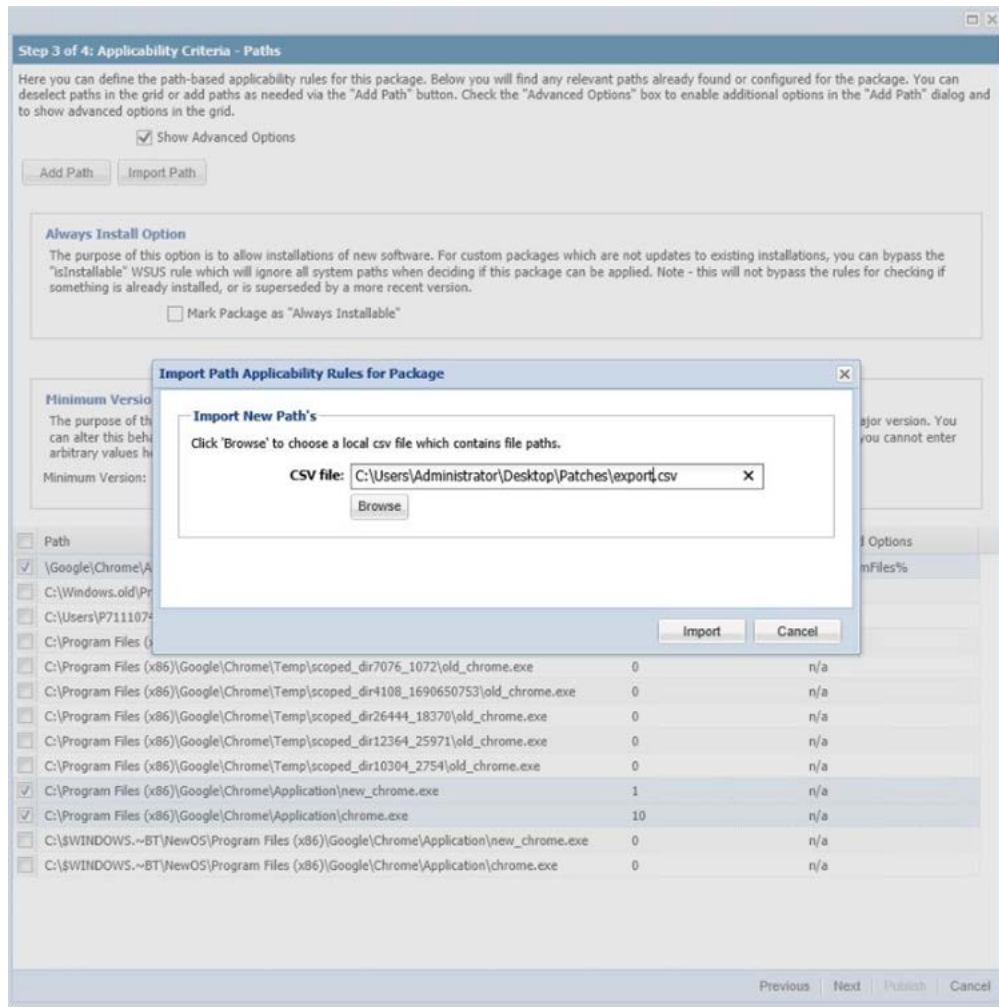 Step 3 of 4: Applicability Criteria - Paths
Here you can define the path-based applicability rules for this package. Below you will find any relevant paths already found or configured for the package. You can
deselect paths in the grid or add paths as needed via the "Add Path" button. Check the "Advanced Options" box to enable additional options in the "Add Path" dialog and
to show advanced options in the grid.
Show Advanced Options
Add Path Import Path
Always Install Option
The purpose of this option is to allow installations of new software. For custom packages which are not updates to existing installations, you can bypass the
"isInstallable" WSUS rule which will ignore all system paths when deciding if this package can be applied. Note - this will not bypass the rules for checking if
something is already installed, or is superseded by a more recent version.
Mark Package as "Always Installable"
Import Path Applicability Rules for Package
Import New Path's
Click 'Browse' to choose a local csv file which contains file paths.
CSV file: C:\Users\Administrator\Desktop\Patches\export.csv
Browse
Import Cancel
Minimum Versio
The purpose of th ajor version. You
can alter this beha you cannot enter
arbitrary values h
Minimum Version:
Path d Options
\Google\Chrome\A mFiles%
C:\Windows.old\Pr
C:\Users\P7111074
C:\Program Files (
C:\Program Files (x86)\Google\Chrome\Temp\scoped_dir7076_1072\old_chrome.exe 0 n/a
C:\Program Files (x86)\Google\Chrome\Temp\scoped_dir4108_1690650753\old_chrome.exe 0 n/a
C:\Program Files (x86)\Google\Chrome\Temp\scoped_dir26444_18370\old_chrome.exe 0 n/a
C:\Program Files (x86)\Google\Chrome\Temp\scoped_dir12364_25971\old_chrome.exe 0 n/a
C:\Program Files (x86)\Google\Chrome\Temp\scoped_dir10304_2754\old_chrome.exe 0 n/a
C:\Program Files (x86)\Google\Chrome\Application\new_chrome.exe 1 n/a
C:\Program Files (x86)\Google\Chrome\Application\chrome.exe 10 n/a
C:\$WINDOWS.~BT\NewOS\Program Files (x86)\Google\Chrome\Application\new_chrome.exe 0 n/a
C:\$WINDOWS.~BT\NewOS\Program Files (x86)\Google\Chrome\Application\chrome.exe 0 n/a
Previous Next Publish Cancel